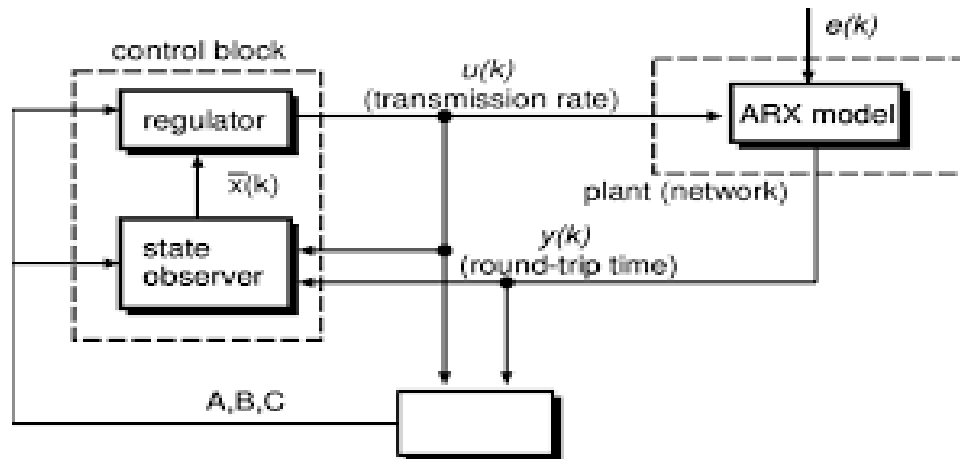 control block
regulator
x̅(k)
state
observer
u(k)
(transmission rate)
e(k)
ARX model
plant (network)
y(k)
(round-trip time)
A,B,C